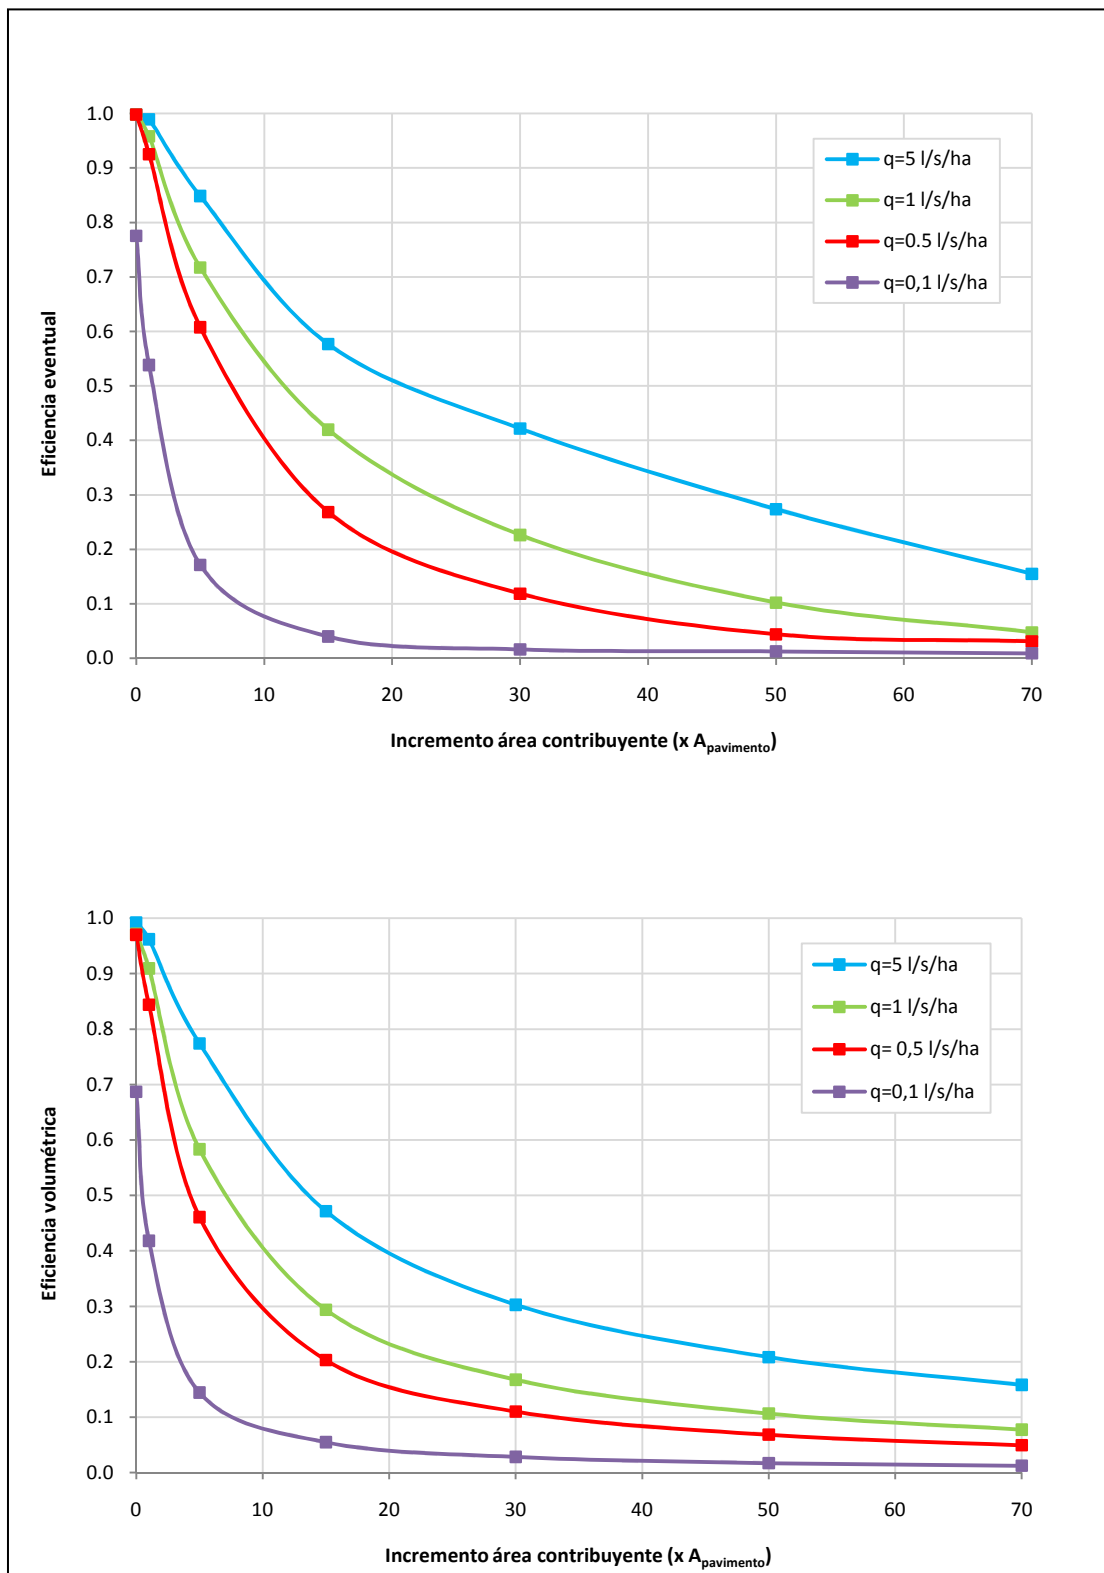 1.0
0.9
0.8
0.7
0.6
0.5
0.4
0.3
0.2
0.1
0.0
Eficiencia eventual
q=5 l/s/ha
q=1 l/s/ha
q=0.5 l/s/ha
q=0,1 l/s/ha
0 10 20 30 40 50 60 70
Incremento área contribuyente (x Apavimento)
1.0
0.9
0.8
0.7
0.6
0.5
0.4
0.3
0.2
0.1
0.0
Eficiencia volumétrica
q=5 l/s/ha
q=1 l/s/ha
q= 0,5 l/s/ha
q=0,1 l/s/ha
0 10 20 30 40 50 60 70
Incremento área contribuyente (x Apavimento)